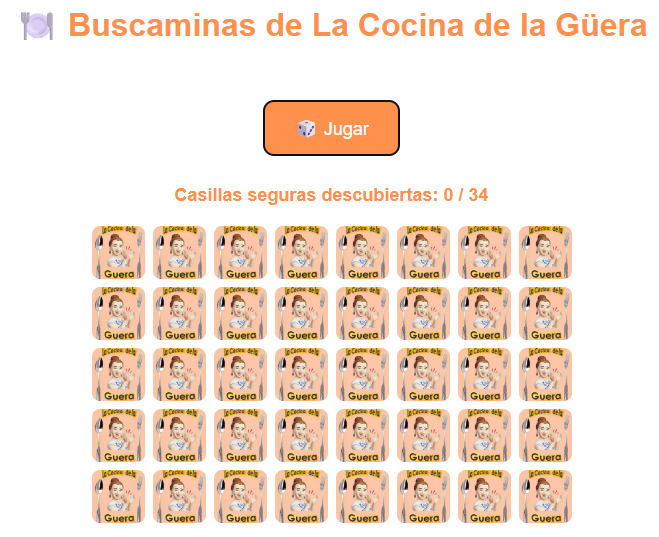 🍽️ Buscaminas de La Cocina de la Güera
🎲 Jugar
Casillas seguras descubiertas: 0 / 34
la Cocina de la la Cocina de la la Cocina de la la Cocina de la la Cocina de la la Cocina de la la Cocina de la la Cocina de la
Guera Guera Guera Guera Guera Guera Guera Guera
la Cocina de la la Cocina de la la Cocina de la la Cocina de la la Cocina de la la Cocina de la la Cocina de la la Cocina de la
Guera Guera Guera Guera Guera Guera Guera Guera
la Cocina de la la Cocina de la la Cocina de la la Cocina de la la Cocina de la la Cocina de la la Cocina de la la Cocina de la
Guera Guera Guera Guera Guera Guera Guera Guera
la Cocina de la la Cocina de la la Cocina de la la Cocina de la la Cocina de la la Cocina de la la Cocina de la la Cocina de la
Guera Guera Guera Guera Guera Guera Guera Guera
la Cocina de la la Cocina de la la Cocina de la la Cocina de la la Cocina de la la Cocina de la la Cocina de la la Cocina de la
Guera Guera Guera Guera Guera Guera Guera Guera